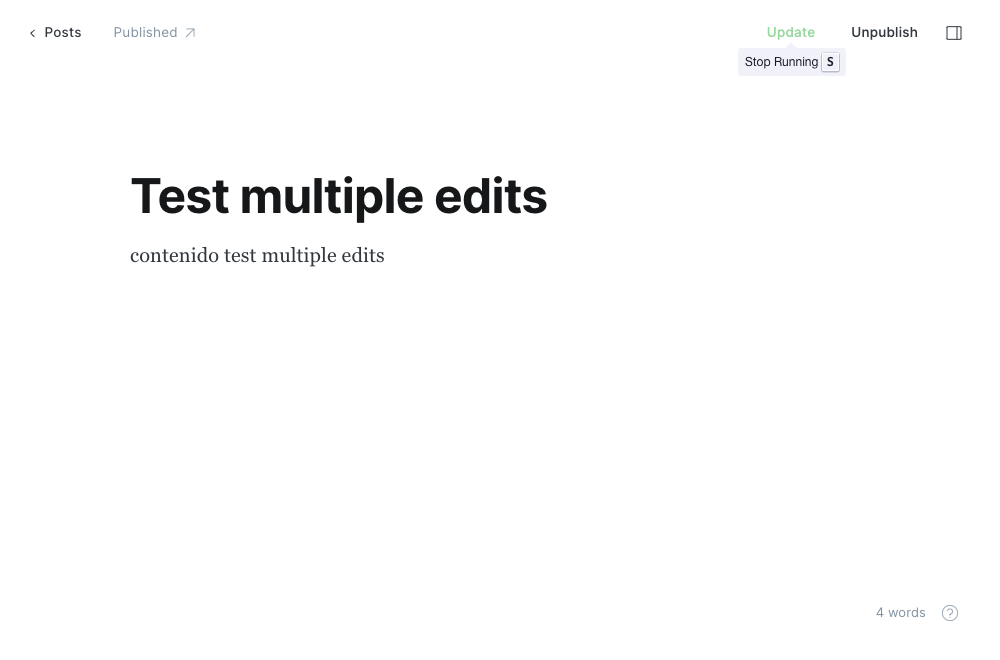 Posts Published Update Unpublish
Stop Running S
Test multiple edits
contenido test multiple edits
4 words ?